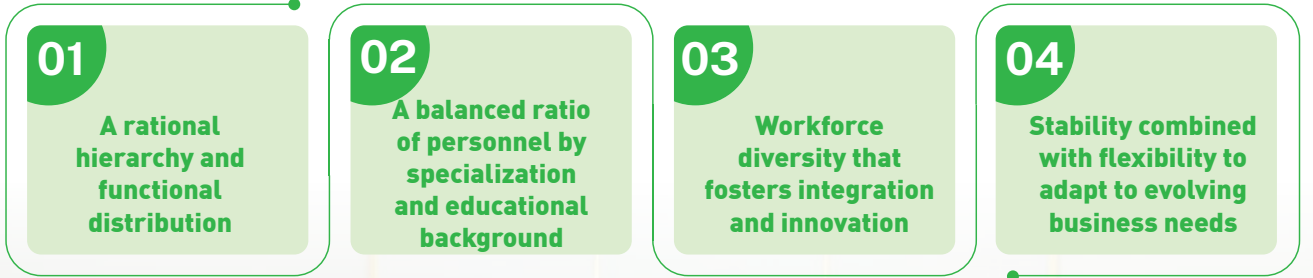 01
A rational
hierarchy and
functional
distribution
02
A balanced ratio
of personnel by
specialization
and educational
background
03
Workforce
diversity that
fosters integration
and innovation
04
Stability combined
with flexibility to
adapt to evolving
business needs